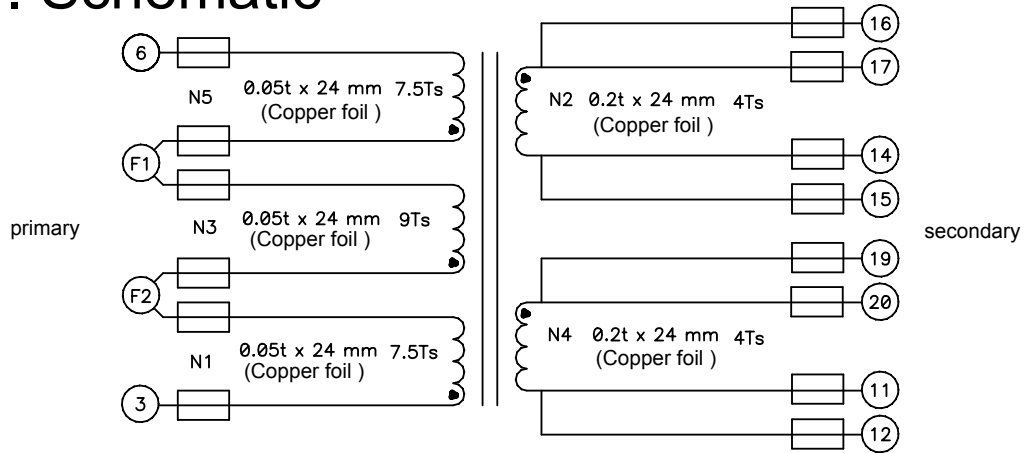 : Schematic
6
N5 0.05t x 24 mm 7.5Ts
(Copper foil )
F1
primary
N3 0.05t x 24 mm 9Ts
(Copper foil )
F2
N1 0.05t x 24 mm 7.5Ts
(Copper foil )
3
16
17
N2 0.2t x 24 mm 4Ts
(Copper foil )
14
15
secondary
19
20
N4 0.2t x 24 mm 4Ts
(Copper foil )
11
12